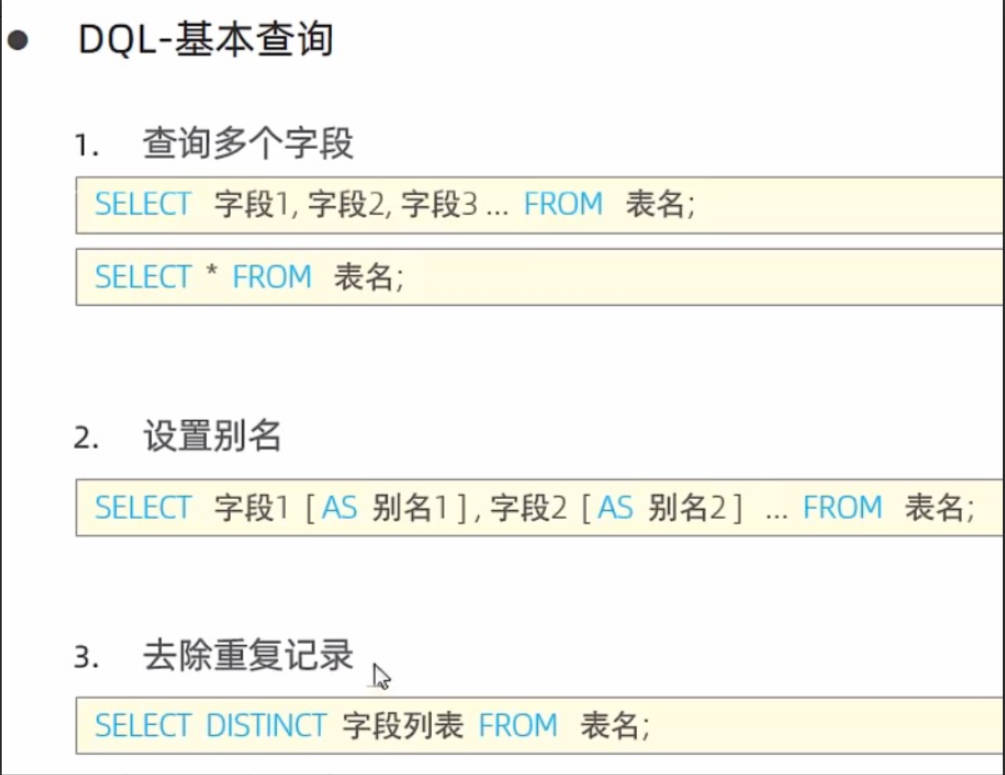 ● DQL-基本查询
1. 查询多个字段
SELECT 字段1, 字段2, 字段3 ... FROM 表名;
SELECT * FROM 表名;
2. 设置别名
SELECT 字段1 [ AS 别名1 ] , 字段2 [ AS 别名2 ] ... FROM 表名;
3. 去除重复记录
SELECT DISTINCT 字段列表 FROM 表名;